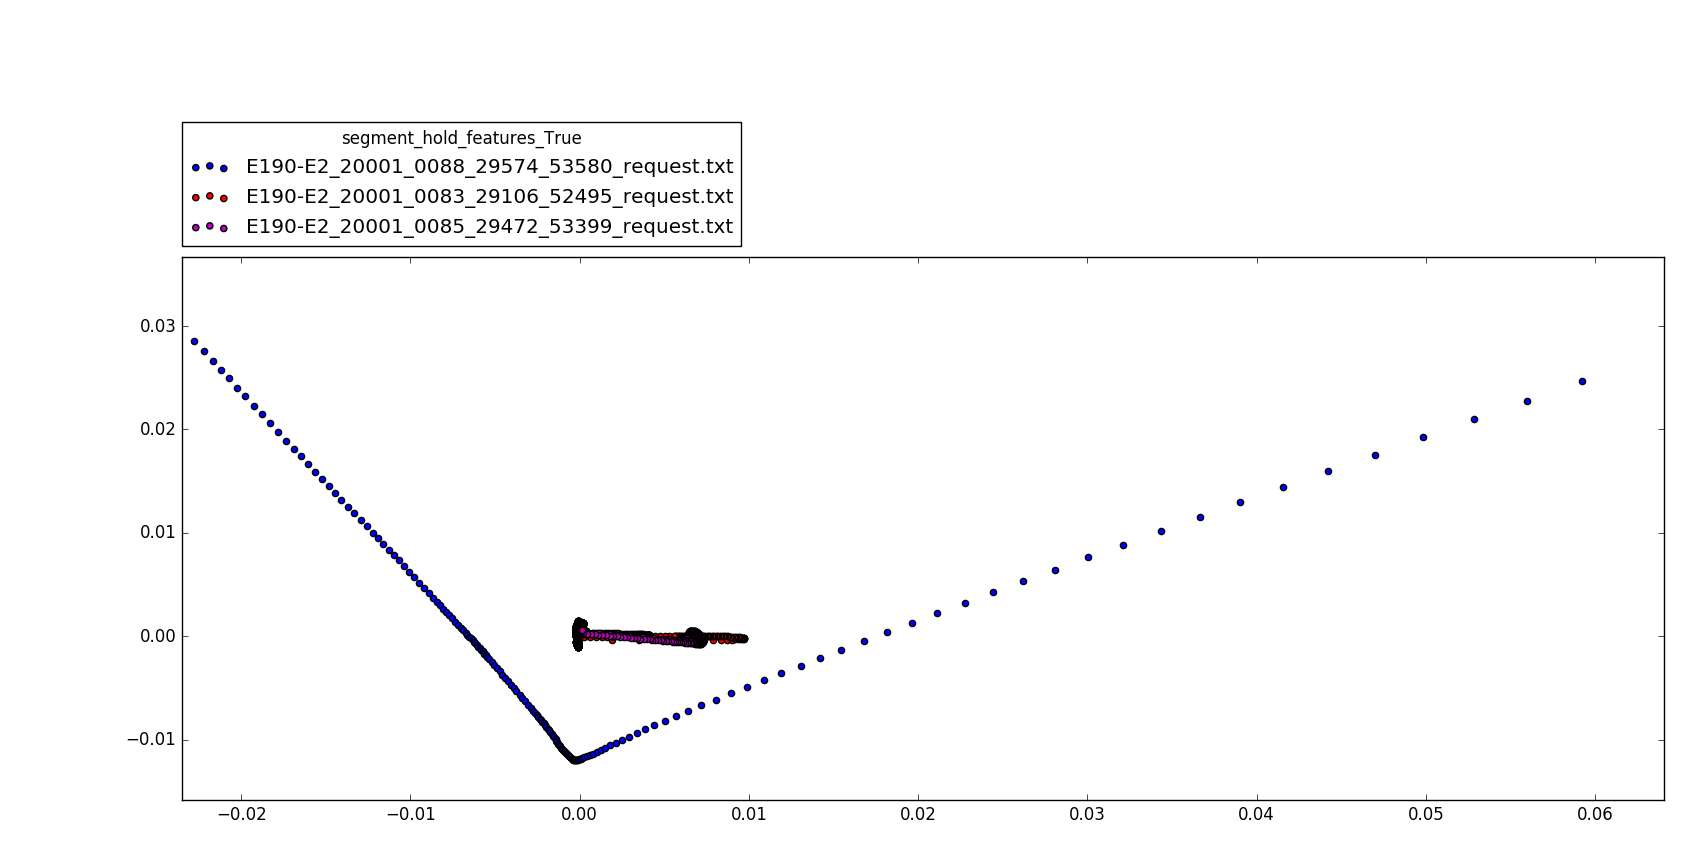 segment_hold_features_True
E190-E2_20001_0088_29574_53580_request.txt
E190-E2_20001_0083_29106_52495_request.txt
E190-E2_20001_0085_29472_53399_request.txt
0.03
0.02
0.01
0.00
−0.01
−0.02 −0.01 0.00 0.01 0.02 0.03 0.04 0.05 0.06